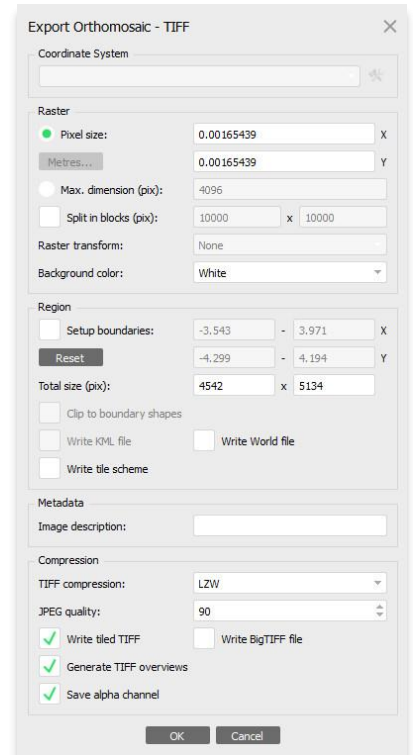 Export Orthomosaic - TIFF
Coordinate System
Raster
Pixel size: 0.00165439 X
Metres... 0.00165439 Y
Max. dimension (pix): 4096
Split in blocks (pix): 10000 x 10000
Raster transform: None
Background color: White
Region
Setup boundaries: -3.543 - 3.971 X
Reset -4.299 - 4.194 Y
Total size (pix): 4542 x 5134
Clip to boundary shapes
Write KML file Write World file
Write tile scheme
Metadata
Image description:
Compression
TIFF compression: LZW
JPEG quality: 90
Write tiled TIFF Write BigTIFF file
Generate TIFF overviews
Save alpha channel
OK Cancel